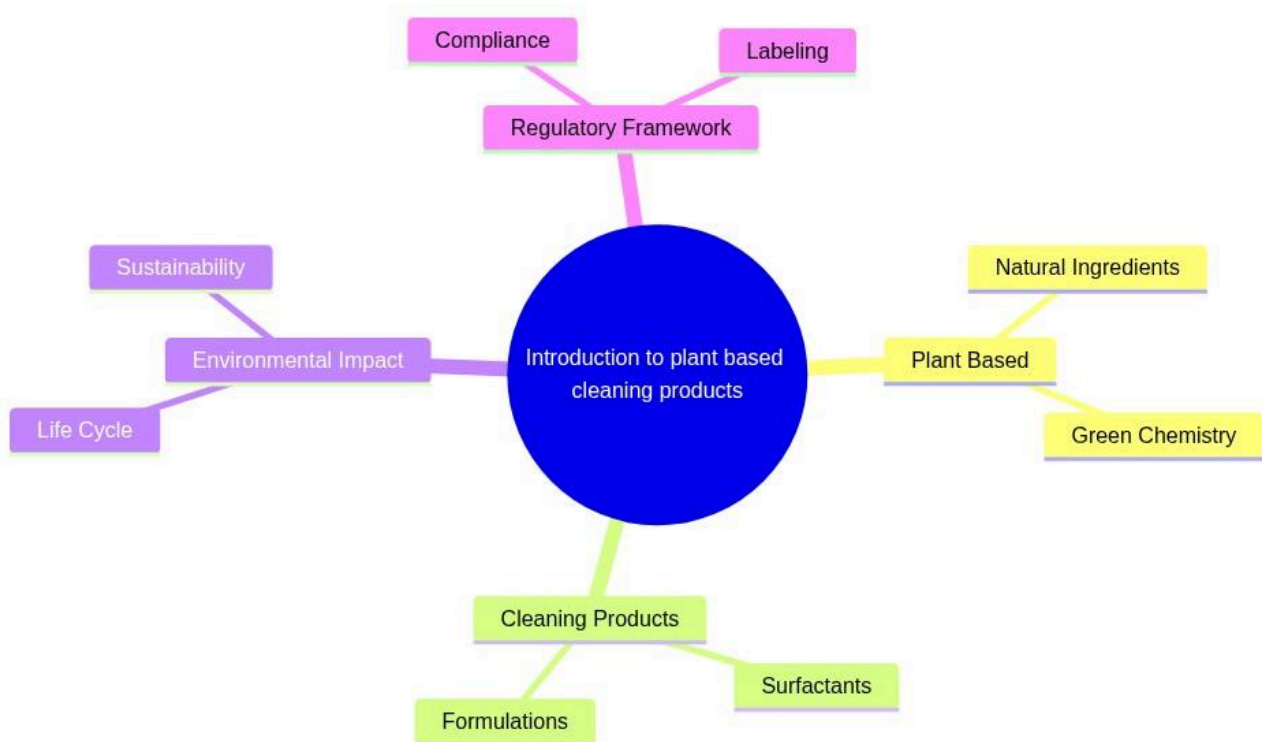 Compliance
Labeling
Regulatory Framework
Sustainability
Natural Ingredients
Environmental Impact
Introduction to plant based
cleaning products
Plant Based
Life Cycle
Green Chemistry
Cleaning Products
Surfactants
Formulations